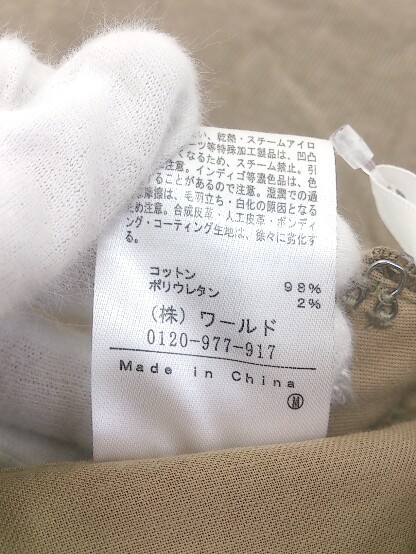 い、乾熱・スチームアイロ
ーツ等特殊加工製品は、凹凸
くなるため、スチーム禁止。引
注意。インディゴ等濃色品は、色
ることがあるので注意。湿潤での過
摩擦は、毛羽立ち・白化の原因となる
ため注意。合成皮革・人工皮革・ボンディ
ング・コーティング生地は、徐々に劣化す
る。
コットン 98%
ポリウレタン 2%
(株) ワールド
0120-977-917
Made in China
M